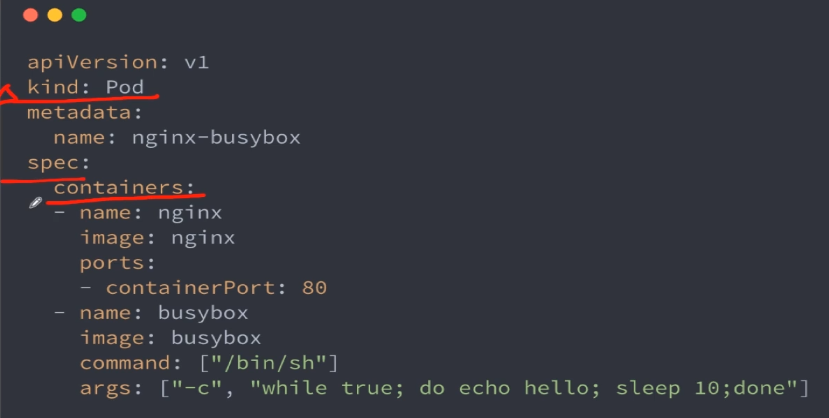 apiVersion: v1
kind: Pod
metadata:
  name: nginx-busybox
spec:
  containers:
  - name: nginx
    image: nginx
    ports:
    - containerPort: 80
  - name: busybox
    image: busybox
    command: ["/bin/sh"]
    args: ["-c", "while true; do echo hello; sleep 10;done"]